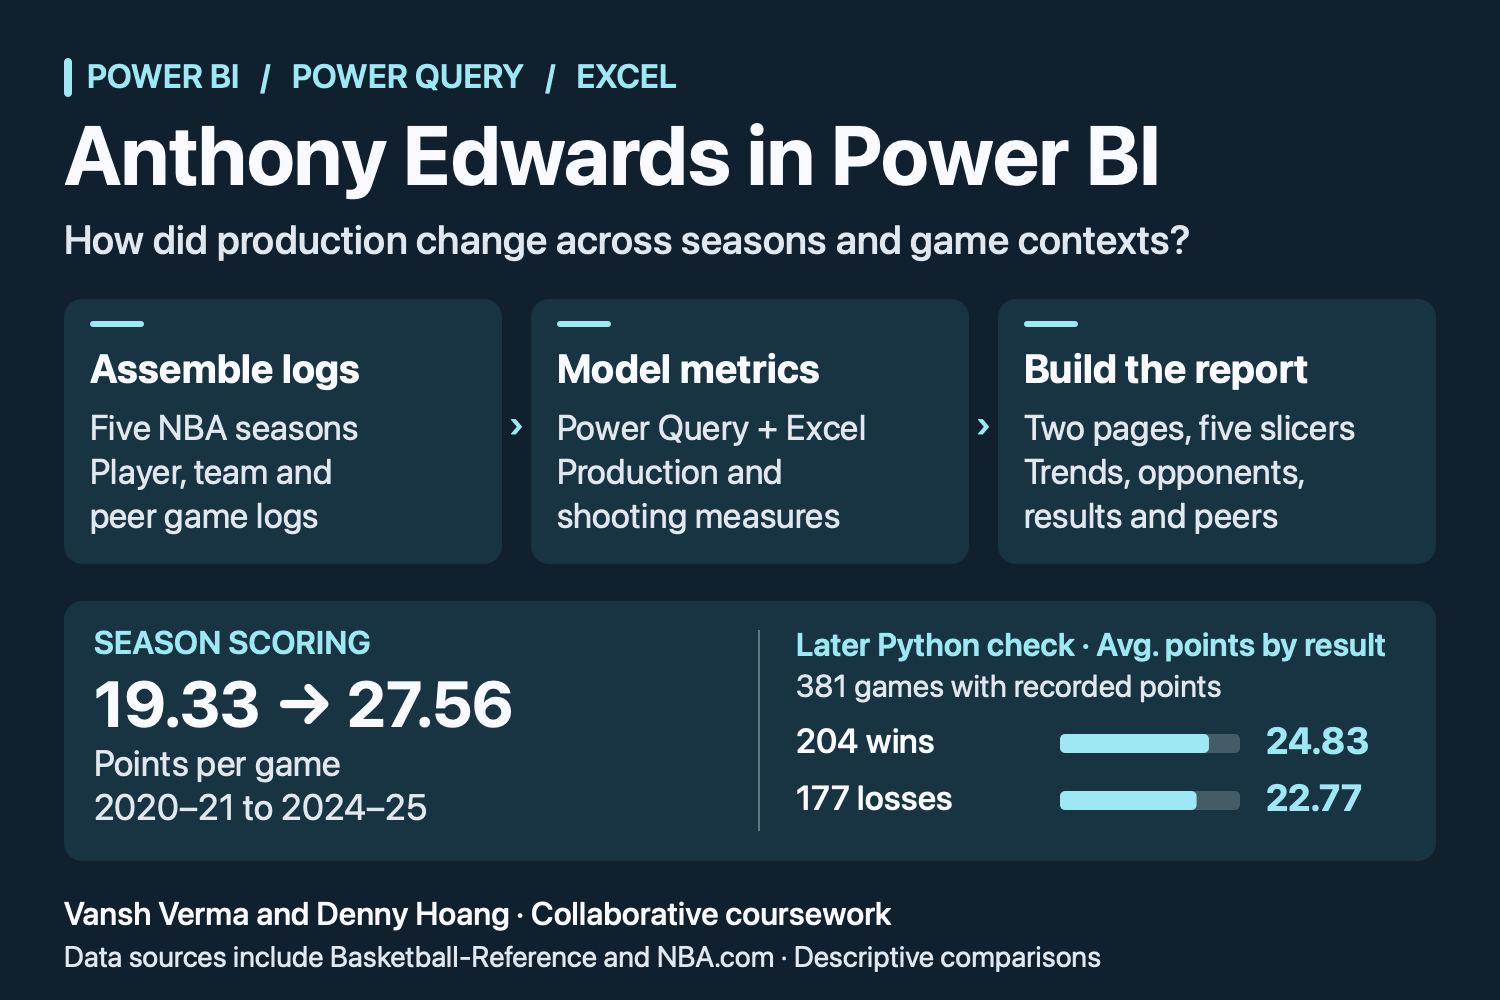 POWER BI / POWER QUERY / EXCEL
Anthony Edwards in Power BI
How did production change across seasons and game contexts?
Assemble logs
Five NBA seasons
Player, team and
peer game logs
›
Model metrics
Power Query + Excel
Production and
shooting measures
›
Build the report
Two pages, five slicers
Trends, opponents,
results and peers
SEASON SCORING
19.33 → 27.56
Points per game
2020–21 to 2024–25
Later Python check · Avg. points by result
381 games with recorded points
204 wins 24.83
177 losses 22.77
Vansh Verma and Denny Hoang · Collaborative coursework
Data sources include Basketball-Reference and NBA.com · Descriptive comparisons